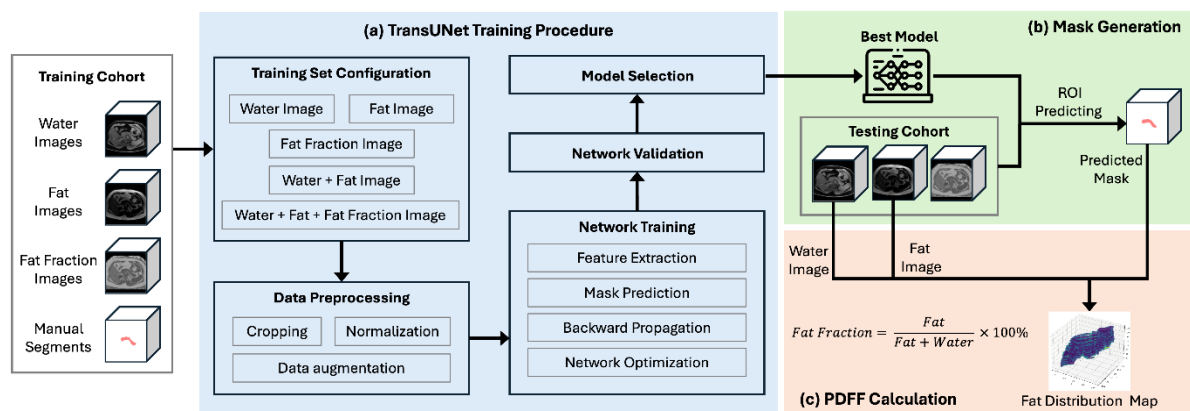 Training Cohort
Water
Images
Fat
Images
Fat Fraction
Images
Manual
Segments
(a) TransUNet Training Procedure
Training Set Configuration
Water Image
Fat Image
Fat Fraction Image
Water + Fat Image
Water + Fat + Fat Fraction Image
Data Preprocessing
Cropping
Normalization
Data augmentation
Model Selection
Network Validation
Network Training
Feature Extraction
Mask Prediction
Backward Propagation
Network Optimization
Best Model
(b) Mask Generation
Testing Cohort
ROI
Predicting
Predicted
Mask
Water
Image
Fat
Image
Fat Fraction = Fat / (Fat + Water) × 100%
Fat Distribution Map
(c) PDFF Calculation